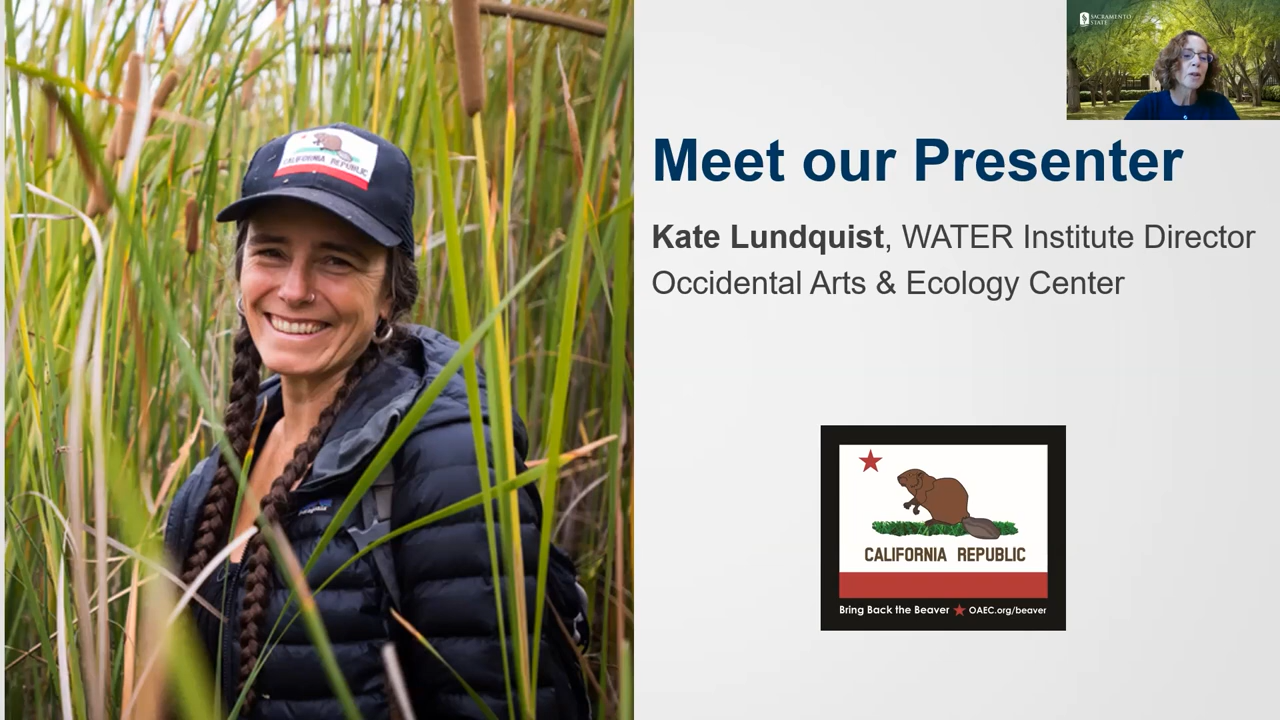 SACRAMENTO
STATE
CALIFORNIA REPUBLIC
patagonia
Meet our Presenter
Kate Lundquist, WATER Institute Director
Occidental Arts & Ecology Center
CALIFORNIA REPUBLIC
Bring Back the Beaver ★ OAEC.org/beaver